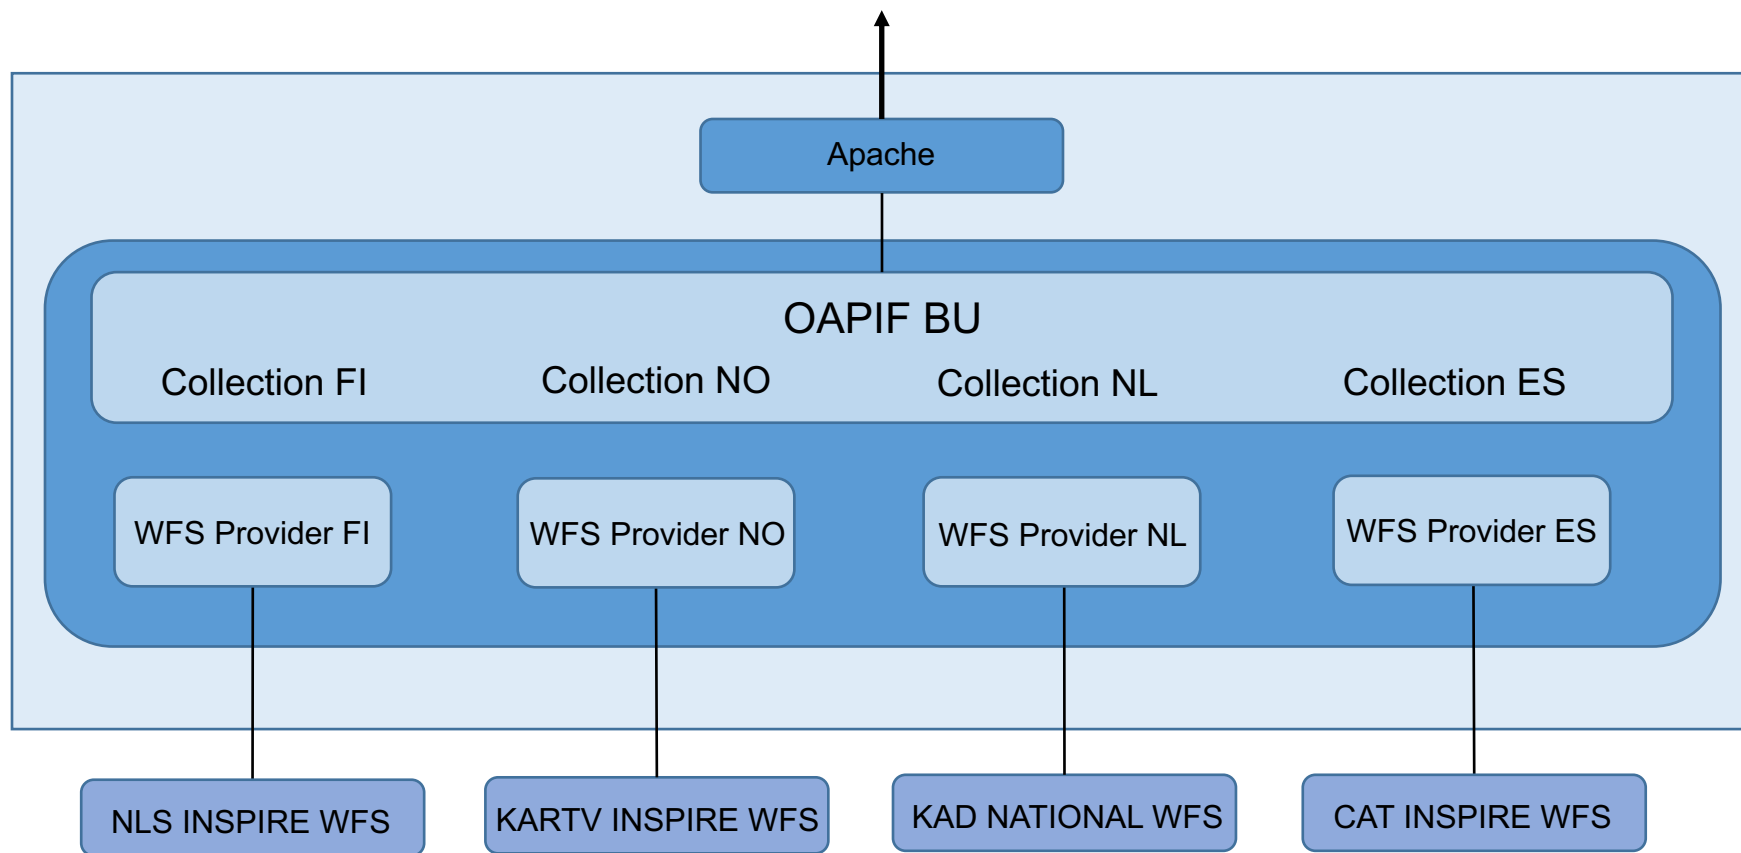 Apache
OAPIF BU
Collection FI
Collection NO
Collection NL
Collection ES
WFS Provider FI
WFS Provider NO
WFS Provider NL
WFS Provider ES
NLS INSPIRE WFS
KARTV INSPIRE WFS
KAD NATIONAL WFS
CAT INSPIRE WFS